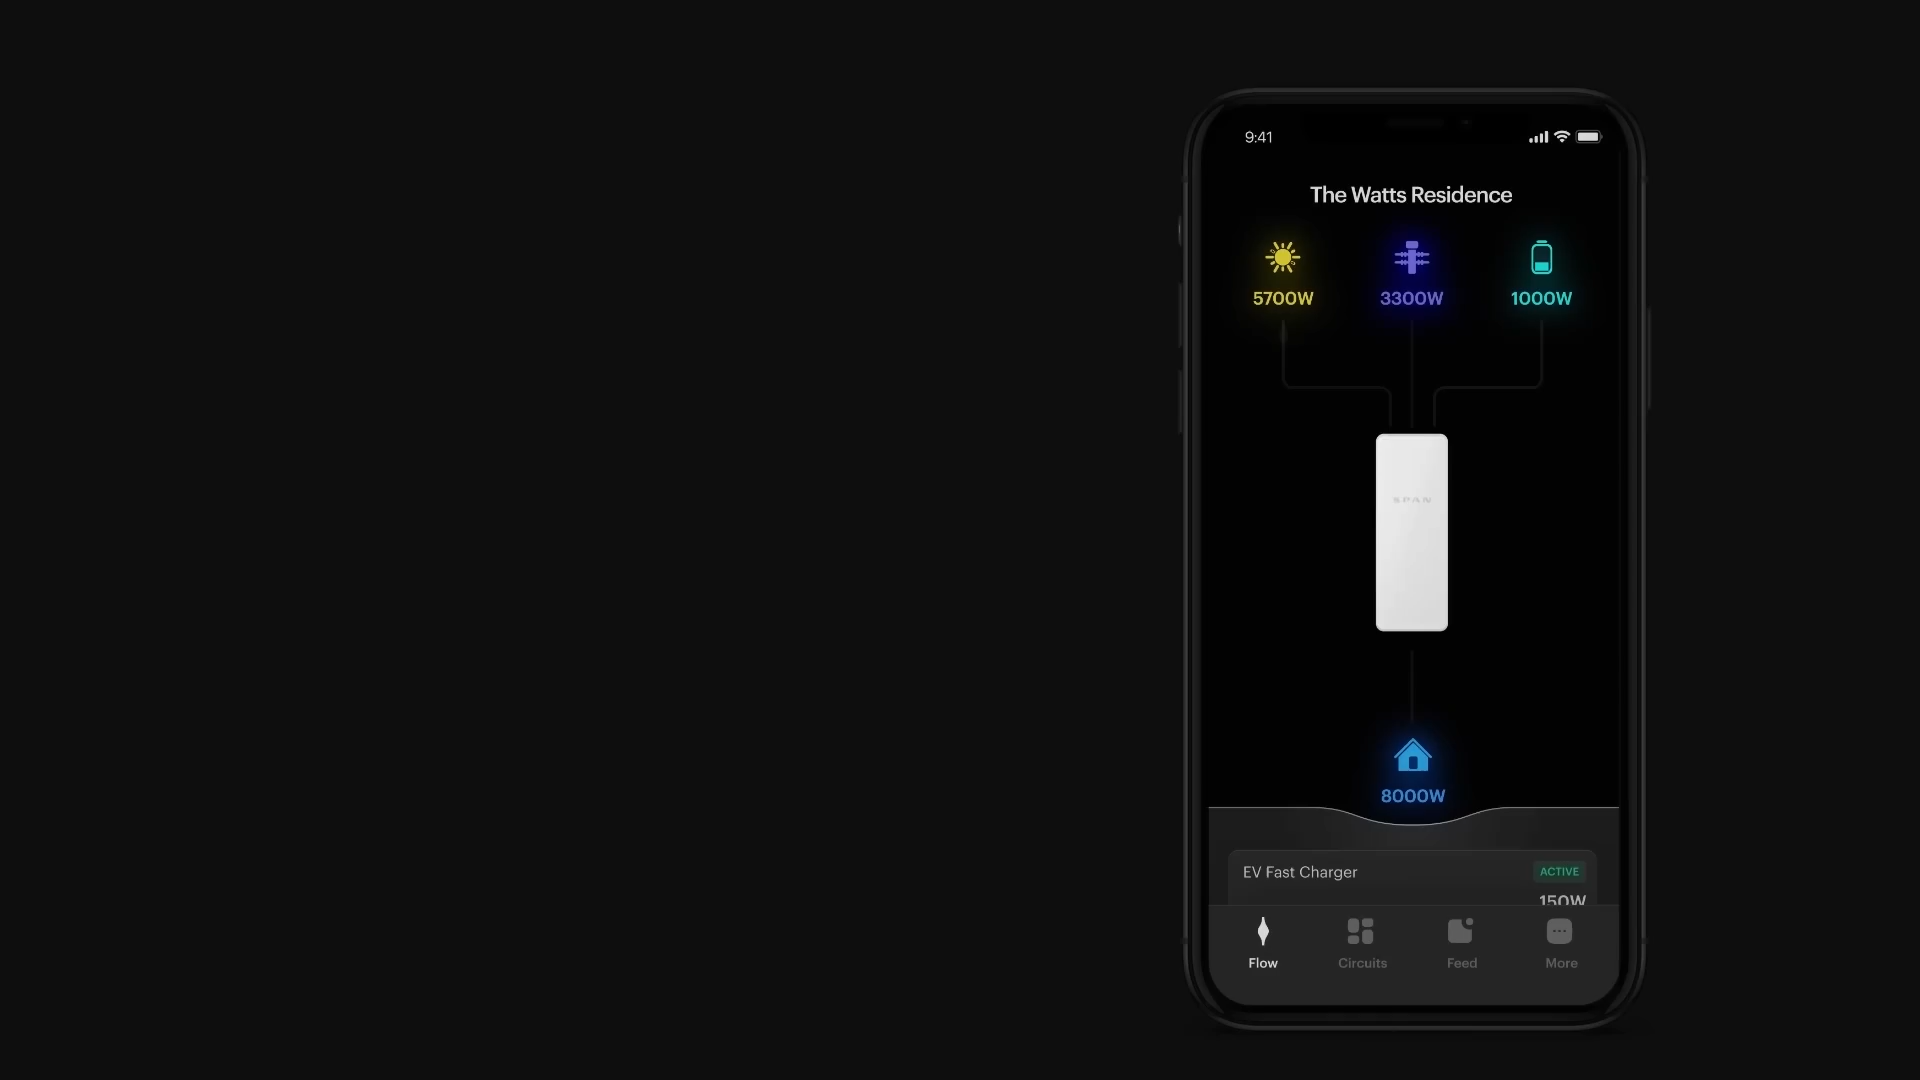 9:41
The Watts Residence
5700W 3300W 1000W
SPAN
8000W
EV Fast Charger ACTIVE
150W
Flow Circuits Feed More